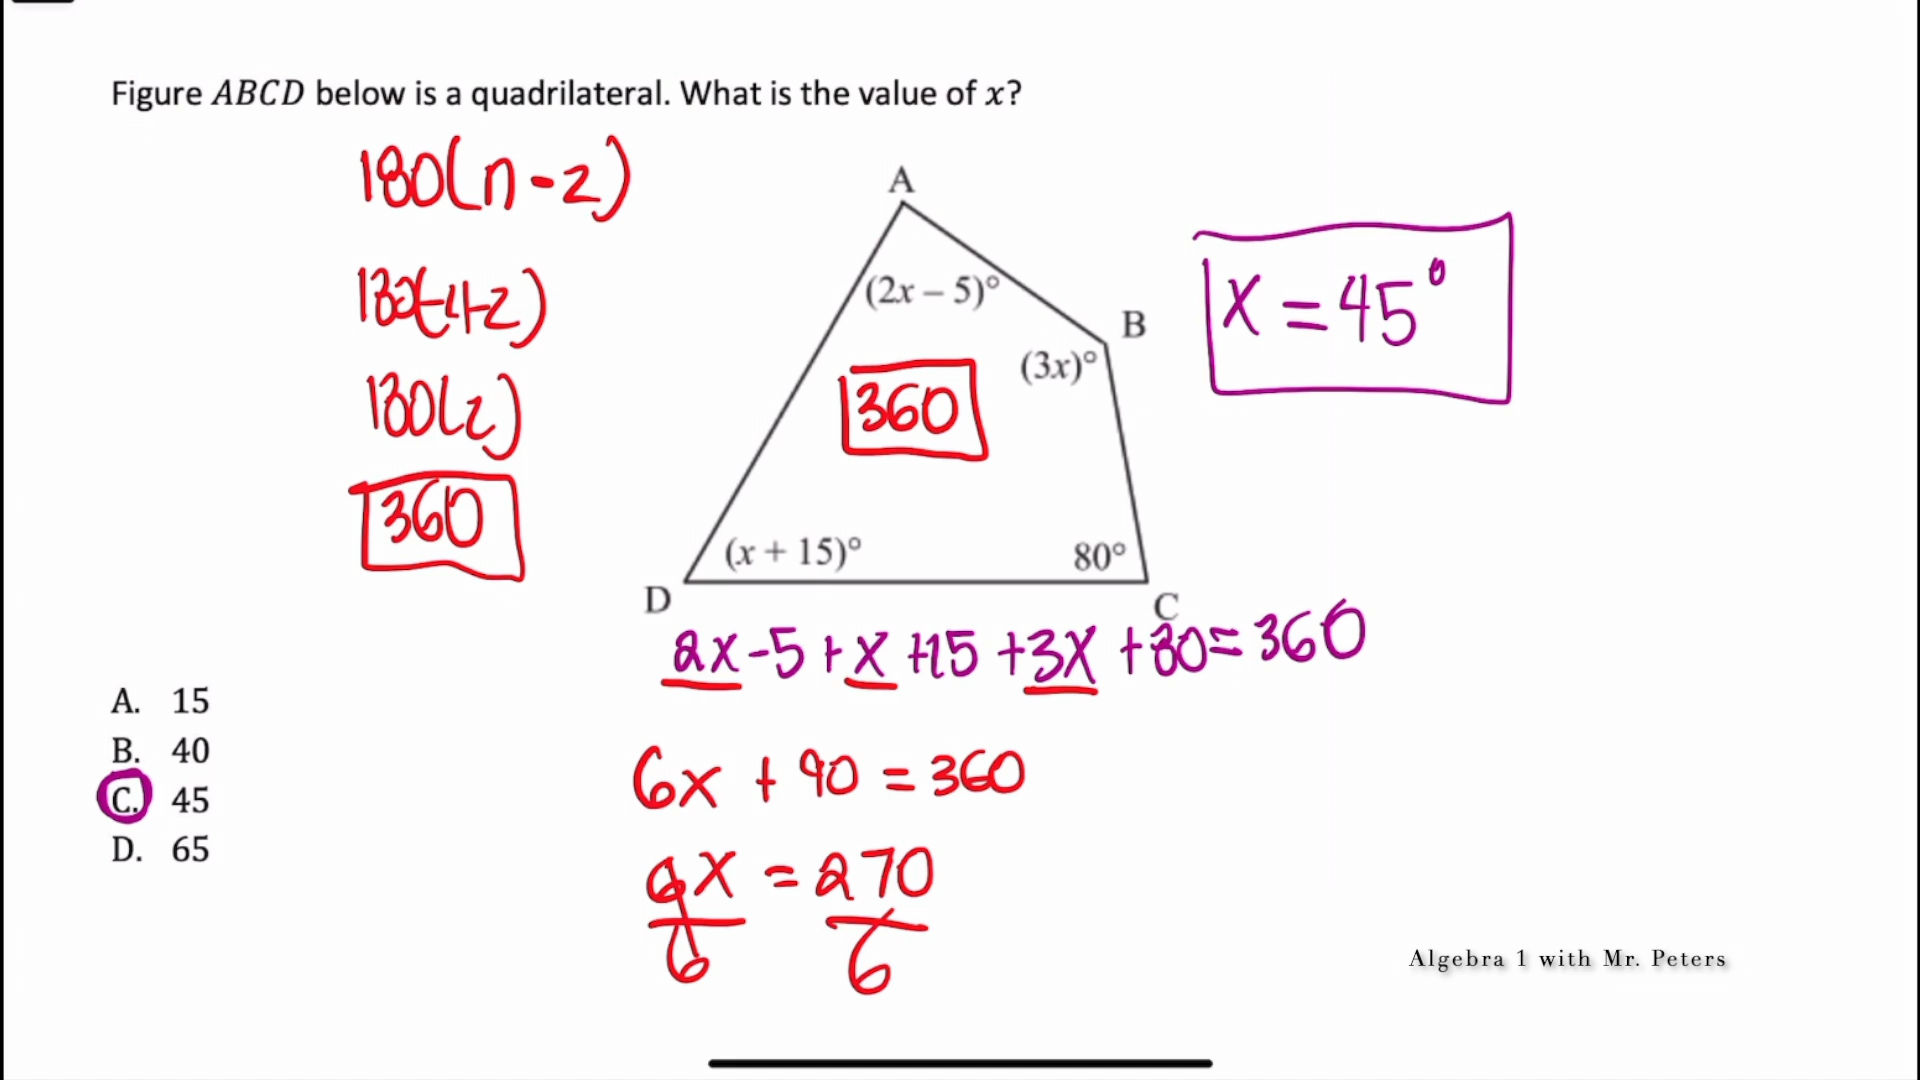 Figure ABCD below is a quadrilateral. What is the value of x?
180(n-2)
180(4-2)
180(2)
360
A
(2x – 5)°
B
(3x)°
360
(x + 15)°
80°
D
C
x = 45°
2x-5+x+15+3x+80=360
6x + 90 = 360
6x = 270
6 6
A. 15
B. 40
C. 45
D. 65
Algebra 1 with Mr. Peters